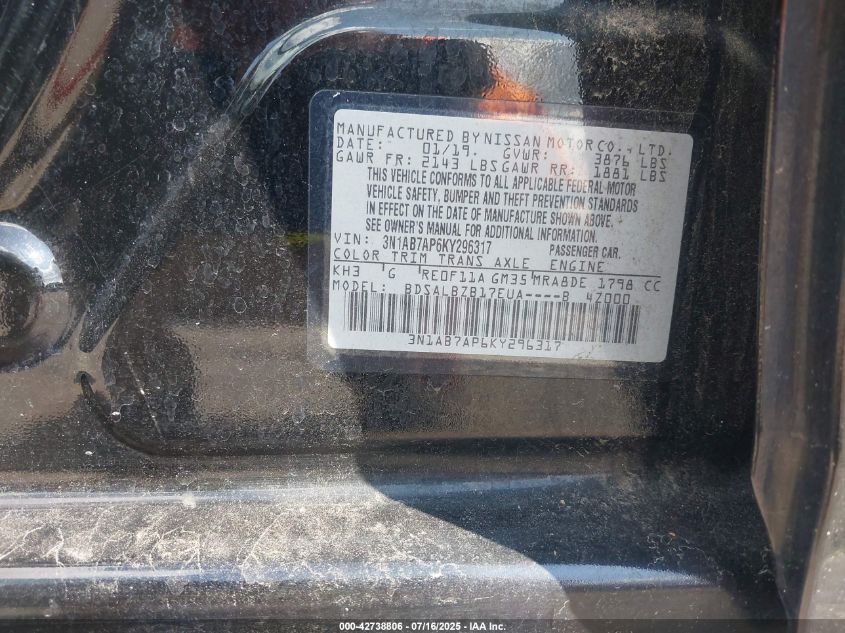 MANUFACTURED BY NISSAN MOTOR CO., LTD.
DATE: 01/19 GVWR: 3876 LBS
GAWR FR: 2143 LBS GAWR RR: 1881 LBS
THIS VEHICLE CONFORMS TO ALL APPLICABLE FEDERAL MOTOR
VEHICLE SAFETY, BUMPER AND THEFT PREVENTION STANDARDS
IN EFFECT ON THE DATE OF MANUFACTURE SHOWN ABOVE.
SEE OWNER'S MANUAL FOR ADDITIONAL INFORMATION.
VIN: 3N1AB7AP6KY296317 PASSENGER CAR.
COLOR TRIM TRANS AXLE ENGINE
KH3 G RE0F11A GM35 MRA8DE 1798 CC
MODEL: BDSALBZB17EUA----B 4Z000
3N1AB7AP6KY296317
000-42738806 - 07/16/2025 - IAA Inc.